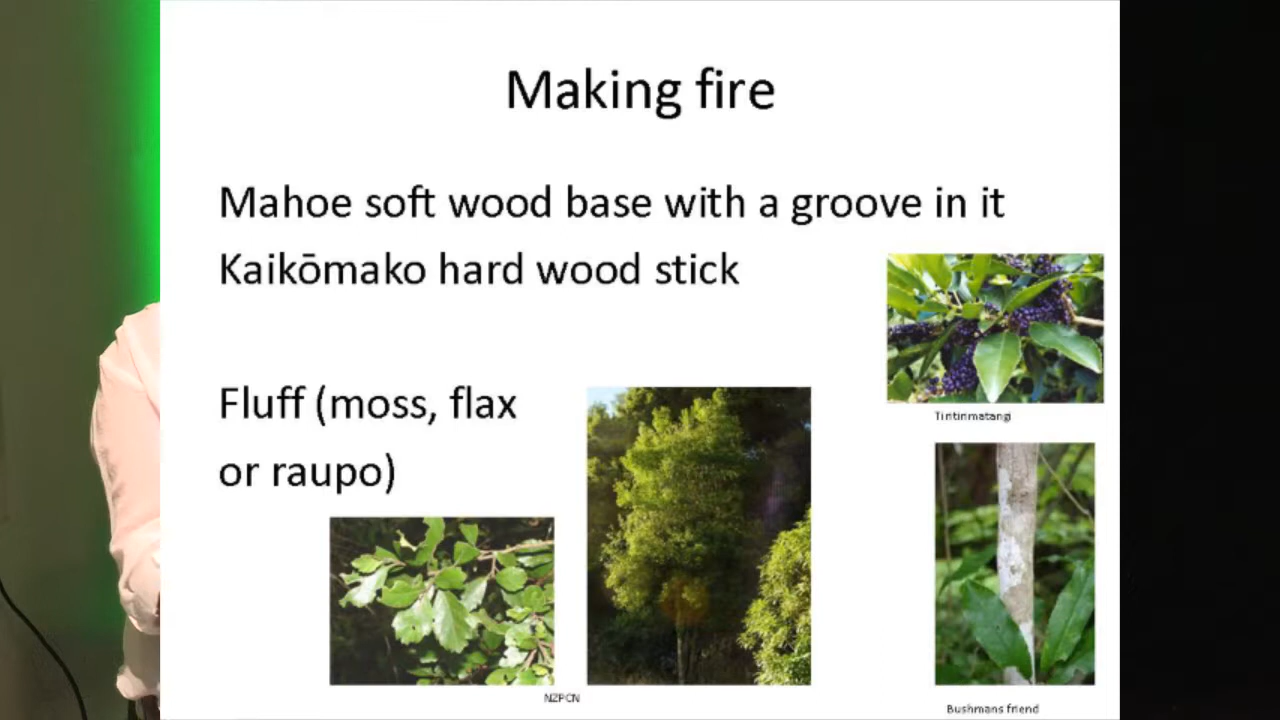 Making fire
Mahoe soft wood base with a groove in it
Kaikōmako hard wood stick
Fluff (moss, flax
or raupo)
Tiritirimatangi
NZPCN
Bushmans friend